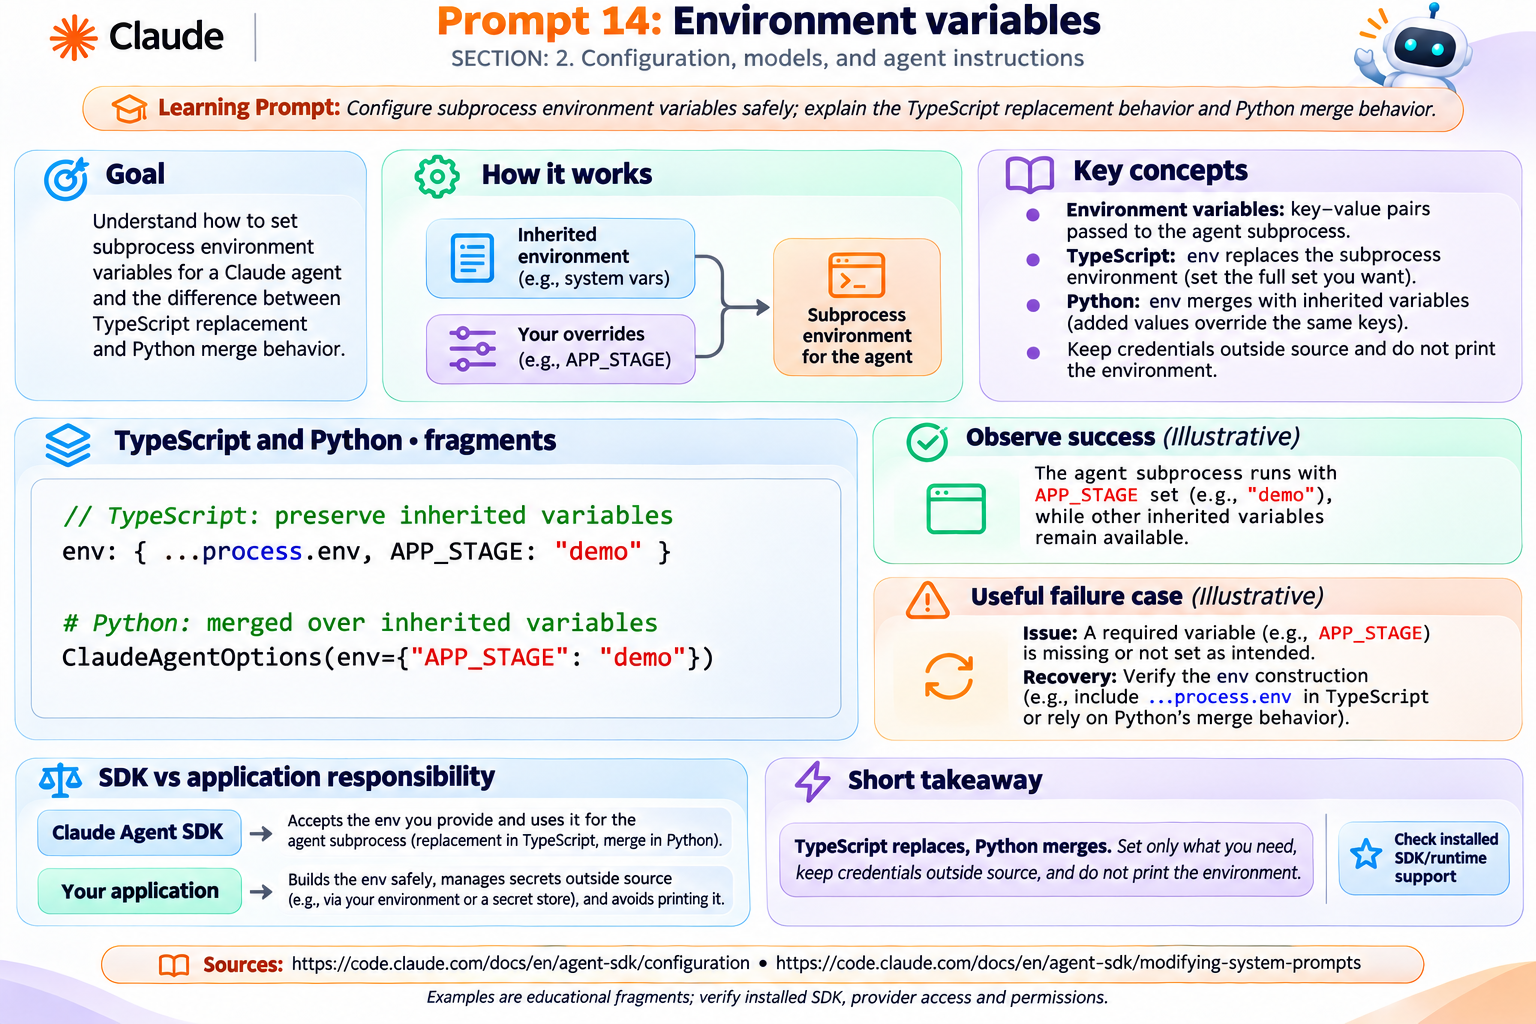 Claude
Prompt 14: Environment variables
SECTION: 2. Configuration, models, and agent instructions
Learning Prompt: Configure subprocess environment variables safely; explain the TypeScript replacement behavior and Python merge behavior.
Goal
Understand how to set
subprocess environment
variables for a Claude agent
and the difference between
TypeScript replacement
and Python merge behavior.
How it works
Inherited
environment
(e.g., system vars)
Your overrides
(e.g., APP_STAGE)
Subprocess
environment
for the agent
Key concepts
Environment variables: key–value pairs
passed to the agent subprocess.
TypeScript: env replaces the subprocess
environment (set the full set you want).
Python: env merges with inherited variables
(added values override the same keys).
Keep credentials outside source and do not print
the environment.
TypeScript and Python • fragments
// TypeScript: preserve inherited variables
env: { ...process.env, APP_STAGE: "demo" }
# Python: merged over inherited variables
ClaudeAgentOptions(env={"APP_STAGE": "demo"})
Observe success (Illustrative)
The agent subprocess runs with
APP_STAGE set (e.g., "demo"),
while other inherited variables
remain available.
Useful failure case (Illustrative)
Issue: A required variable (e.g., APP_STAGE)
is missing or not set as intended.
Recovery: Verify the env construction
(e.g., include ...process.env in TypeScript
or rely on Python's merge behavior).
SDK vs application responsibility
Claude Agent SDK
Accepts the env you provide and uses it for the
agent subprocess (replacement in TypeScript, merge in Python).
Your application
Builds the env safely, manages secrets outside source
(e.g., via your environment or a secret store), and avoids printing it.
Short takeaway
TypeScript replaces, Python merges. Set only what you need,
keep credentials outside source, and do not print the environment.
Check installed
SDK/runtime
support
Sources: https://code.claude.com/docs/en/agent-sdk/configuration • https://code.claude.com/docs/en/agent-sdk/modifying-system-prompts
Examples are educational fragments; verify installed SDK, provider access and permissions.